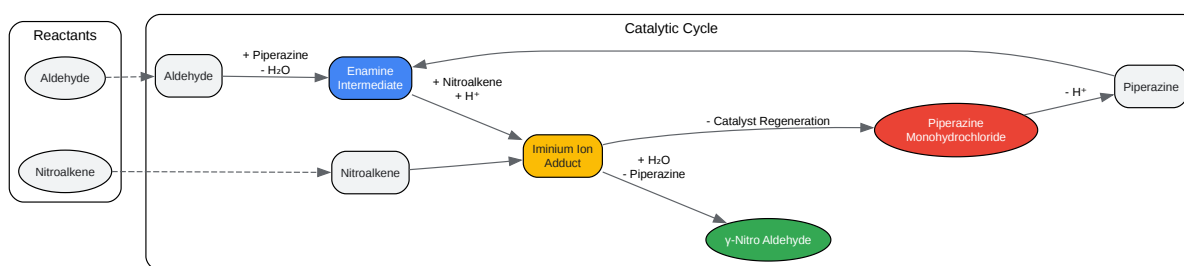 Reactants
Aldehyde
Nitroalkene
Catalytic Cycle
Aldehyde
+ Piperazine
- H₂O
Enamine
Intermediate
+ Nitroalkene
+ H⁺
Nitroalkene
Iminium Ion
Adduct
- Catalyst Regeneration
+ H₂O
- Piperazine
γ-Nitro Aldehyde
Piperazine
Monohydrochloride
- H⁺
Piperazine